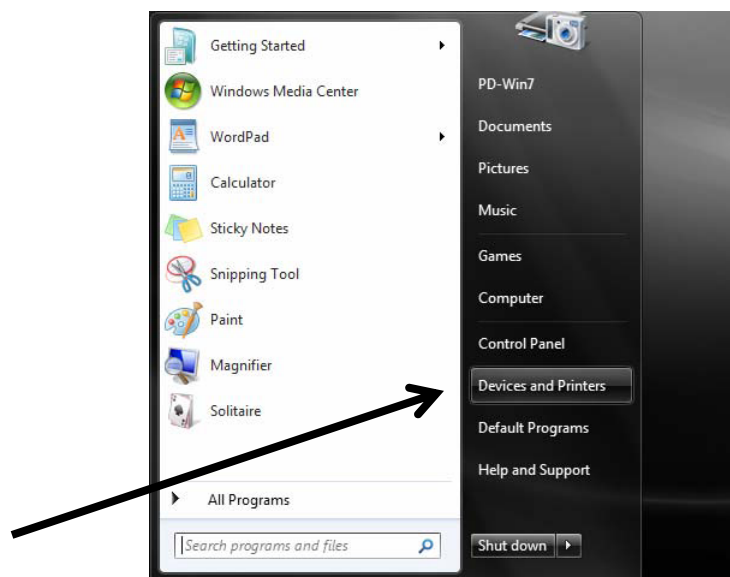 Getting Started
Windows Media Center
WordPad
Calculator
Sticky Notes
Snipping Tool
Paint
Magnifier
Solitaire
All Programs
Search programs and files
PD-Win7
Documents
Pictures
Music
Games
Computer
Control Panel
Devices and Printers
Default Programs
Help and Support
Shut down